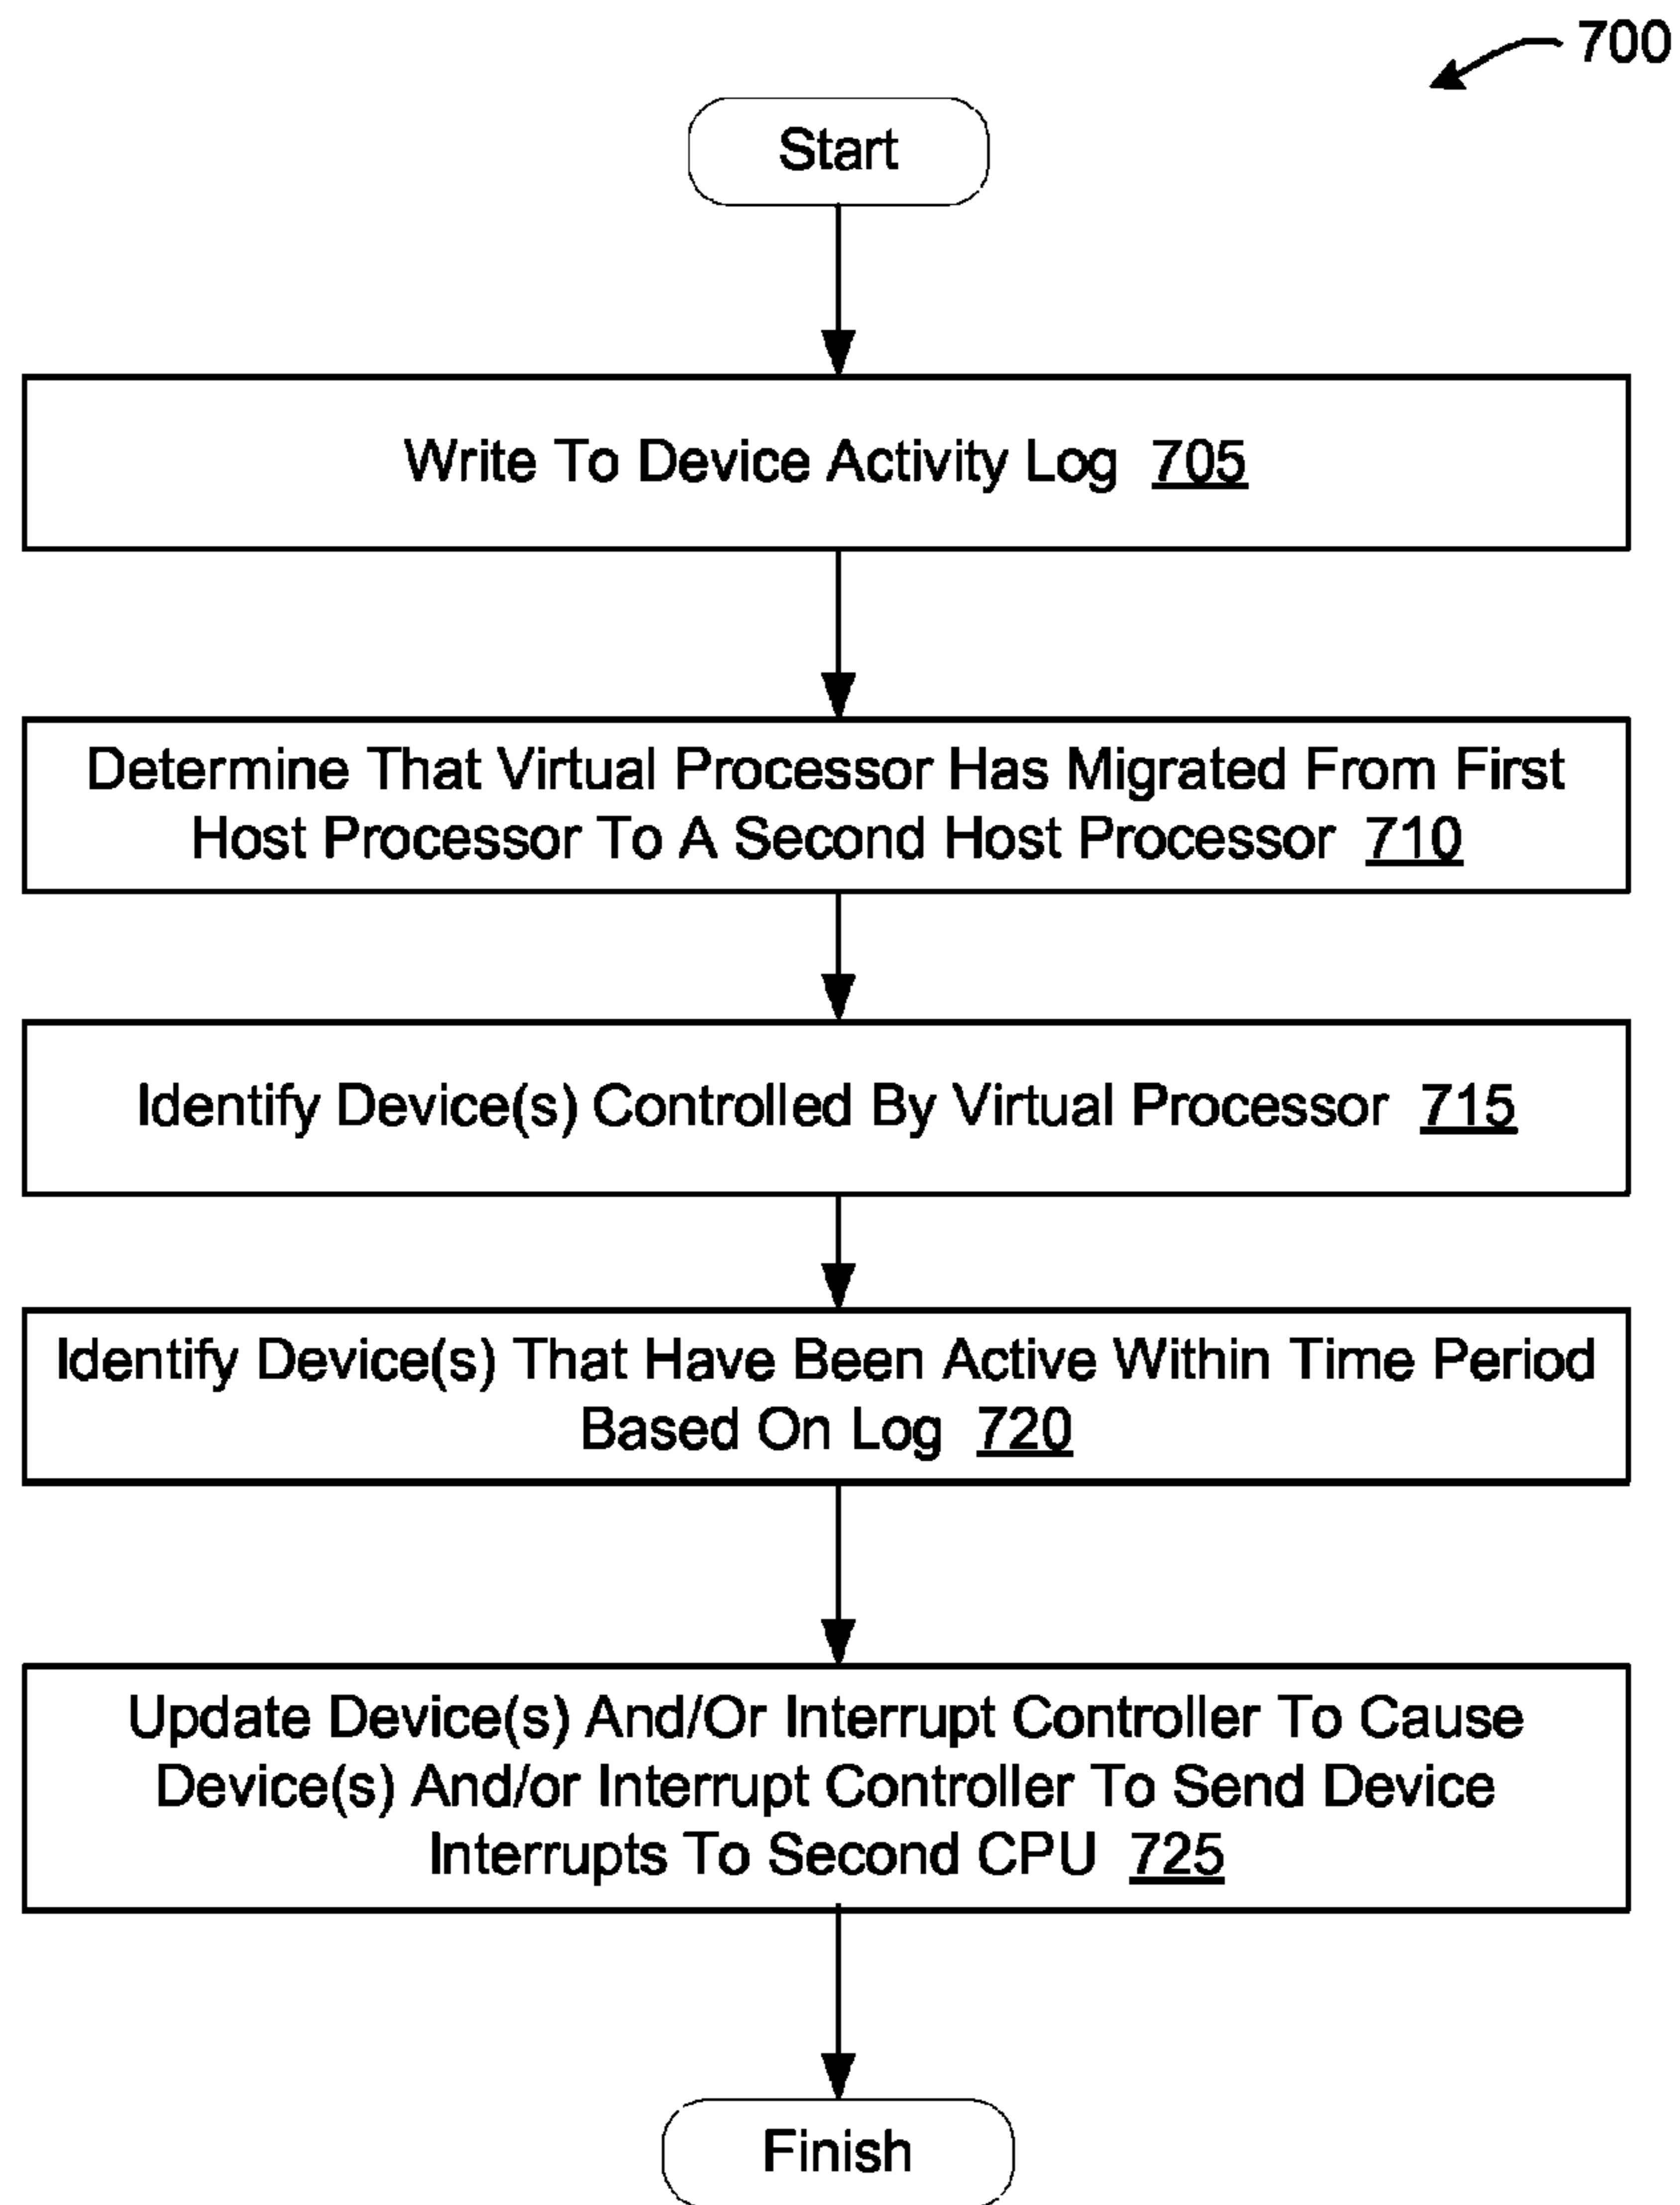 700
Start
Write To Device Activity Log 705
Determine That Virtual Processor Has Migrated From First
Host Processor To A Second Host Processor 710
Identify Device(s) Controlled By Virtual Processor 715
Identify Device(s) That Have Been Active Within Time Period
Based On Log 720
Update Device(s) And/Or Interrupt Controller To Cause
Device(s) And/or Interrupt Controller To Send Device
Interrupts To Second CPU 725
Finish